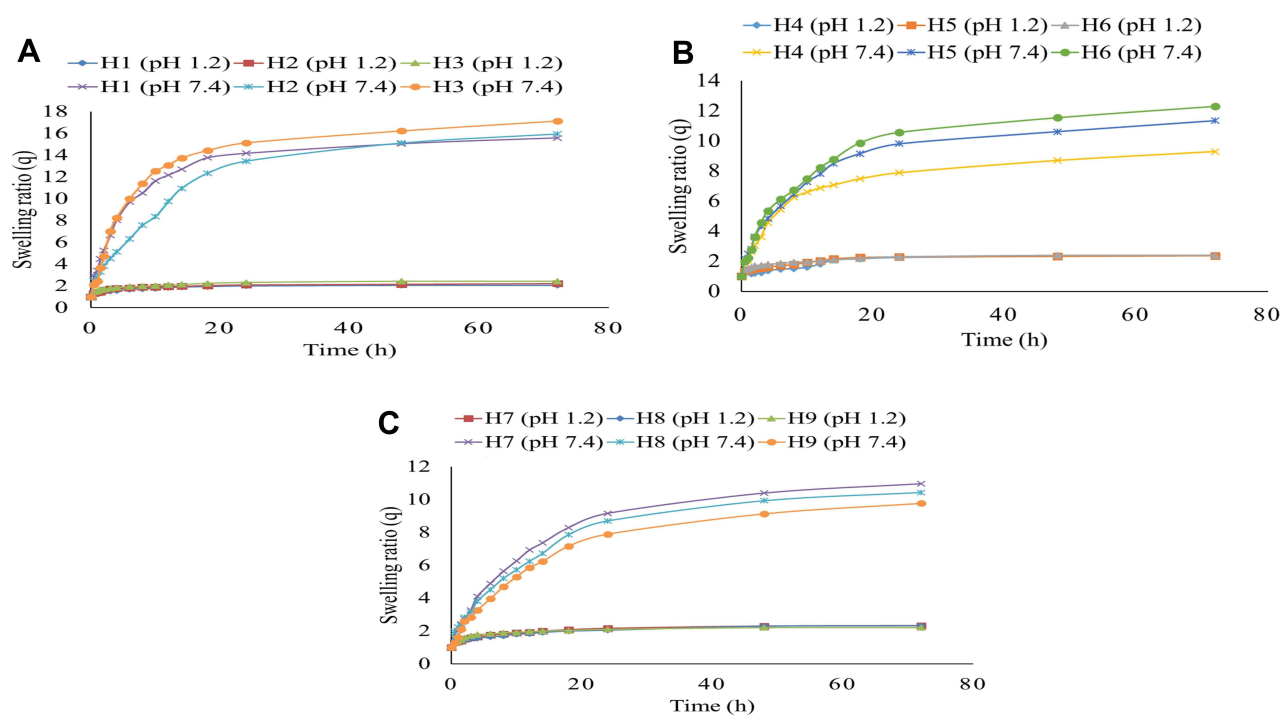 A
H1 (pH 1.2) H2 (pH 1.2) H3 (pH 1.2)
H1 (pH 7.4) H2 (pH 7.4) H3 (pH 7.4)
18
16
14
12
10
8
6
4
2
0
Swelling ratio (q)
0 20 40 60 80
Time (h)
B
H4 (pH 1.2) H5 (pH 1.2) H6 (pH 1.2)
H4 (pH 7.4) H5 (pH 7.4) H6 (pH 7.4)
14
12
10
8
6
4
2
0
Swelling ratio (q)
0 20 40 60 80
Time (h)
C
H7 (pH 1.2) H8 (pH 1.2) H9 (pH 1.2)
H7 (pH 7.4) H8 (pH 7.4) H9 (pH 7.4)
12
10
8
6
4
2
0
Swelling ratio (q)
0 20 40 60 80
Time (h)